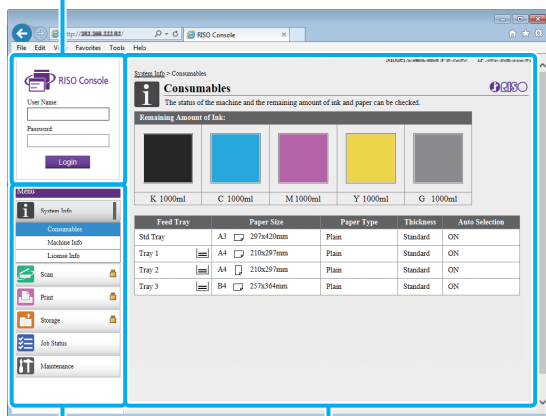 RISO Console
File Edit View Favorites Tools Help
RISO Console
User Name:
Password:
Login
Menu
System Info
Consumables
Machine Info
License Info
Scan
Print
Storage
Job Status
Maintenance
System Info > Consumables
RISO
Consumables
The status of the machine and the remaining amount of ink and paper can be checked.
Remaining Amount of Ink:
K 1000ml C 1000ml M 1000ml Y 1000ml G 1000ml
Feed Tray Paper Size Paper Type Thickness Auto Selection
Std Tray A3 297x420mm Plain Standard ON
Tray 1 A4 210x297mm Plain Standard ON
Tray 2 A4 210x297mm Plain Standard ON
Tray 3 B4 257x364mm Plain Standard ON